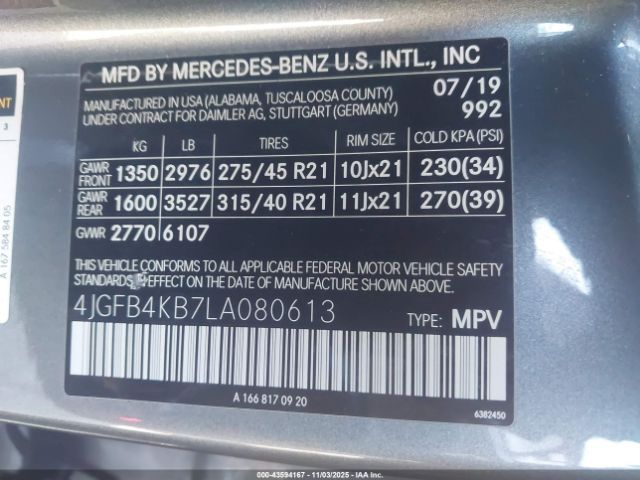 MFD BY MERCEDES-BENZ U.S. INTL., INC
MANUFACTURED IN USA (ALABAMA, TUSCALOOSA COUNTY) 07/19
UNDER CONTRACT FOR DAIMLER AG, STUTTGART (GERMANY) 992
KG LB TIRES RIM SIZE COLD KPA (PSI)
GAWR FRONT 1350 2976 275/45 R21 10Jx21 230(34)
GAWR REAR 1600 3527 315/40 R21 11Jx21 270(39)
GVWR 2770 6107
THIS VEHICLE CONFORMS TO ALL APPLICABLE FEDERAL MOTOR VEHICLE SAFETY
STANDARDS IN EFFECT ON THE DATE OF MANUFACTURE SHOWN ABOVE.
4JGFB4KB7LA080613 TYPE: MPV
A 166 817 09 20
6382450
3
A 167 584 84 05
000-43594167 - 11/03/2025 - IAA, Inc.